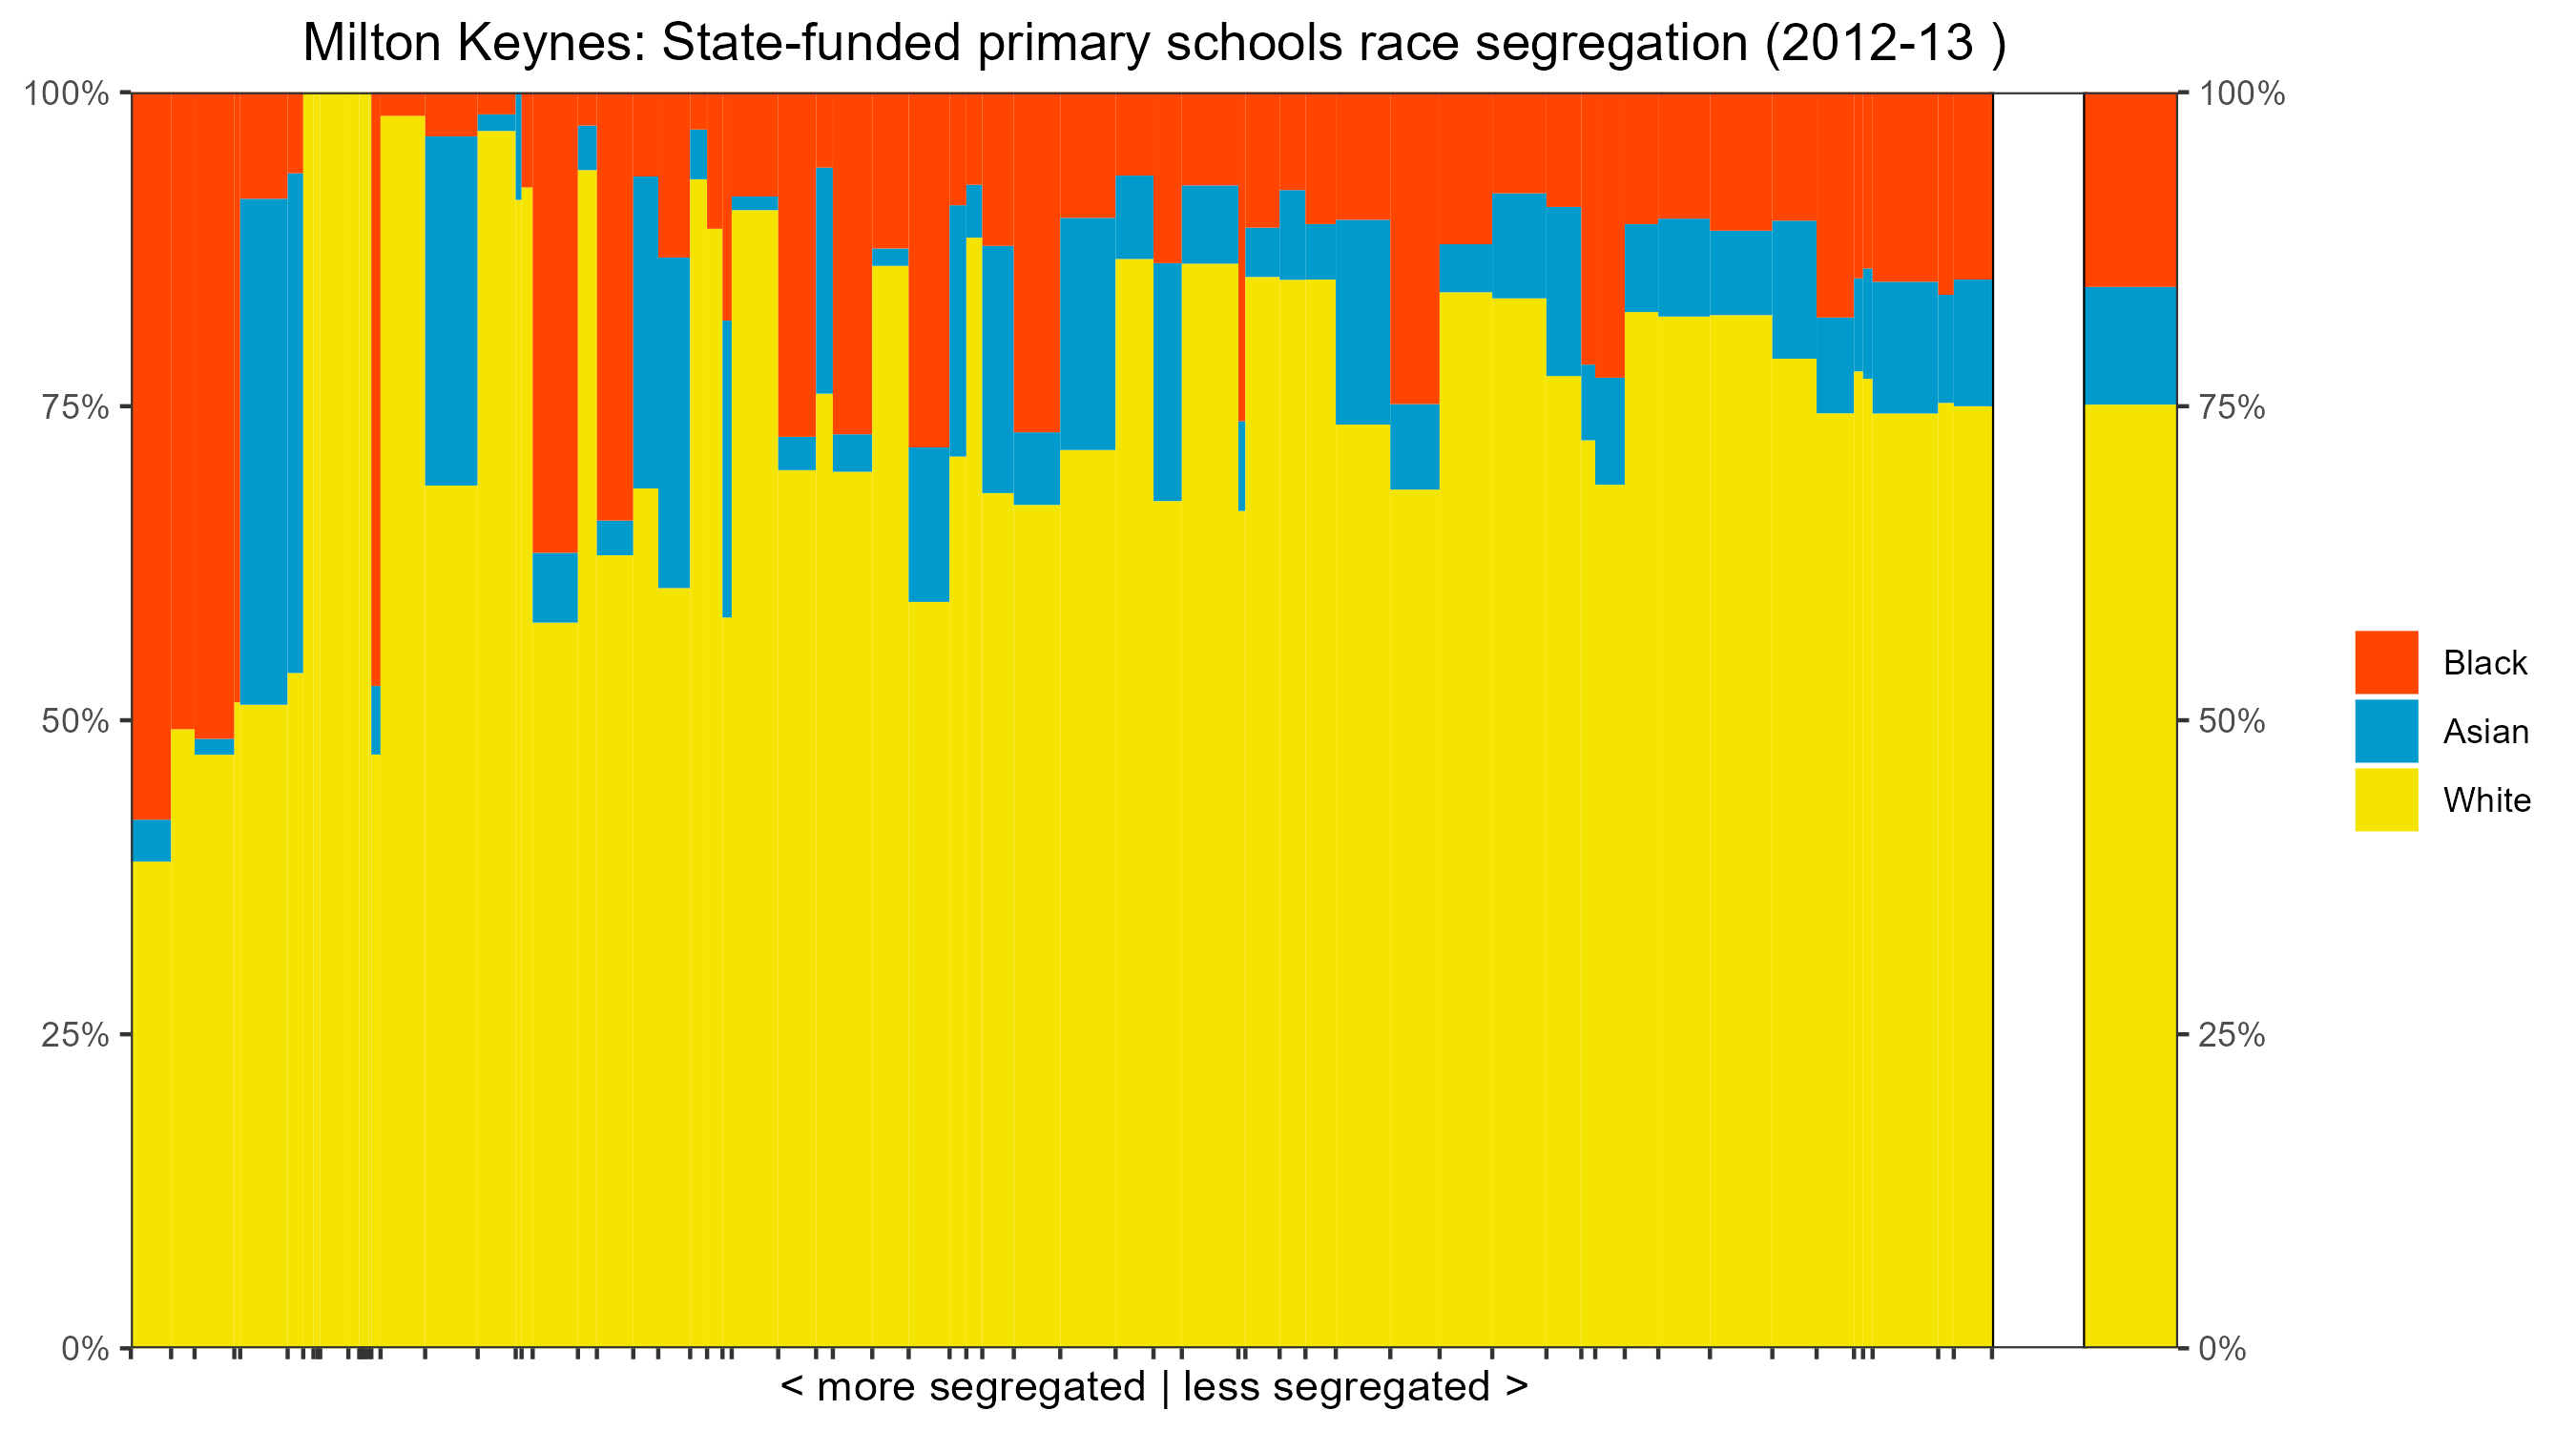 Milton Keynes: State-funded primary schools race segregation (2012-13 )
100%
75%
50%
25%
0%
100%
75%
50%
25%
0%
Black
Asian
White
< more segregated | less segregated >